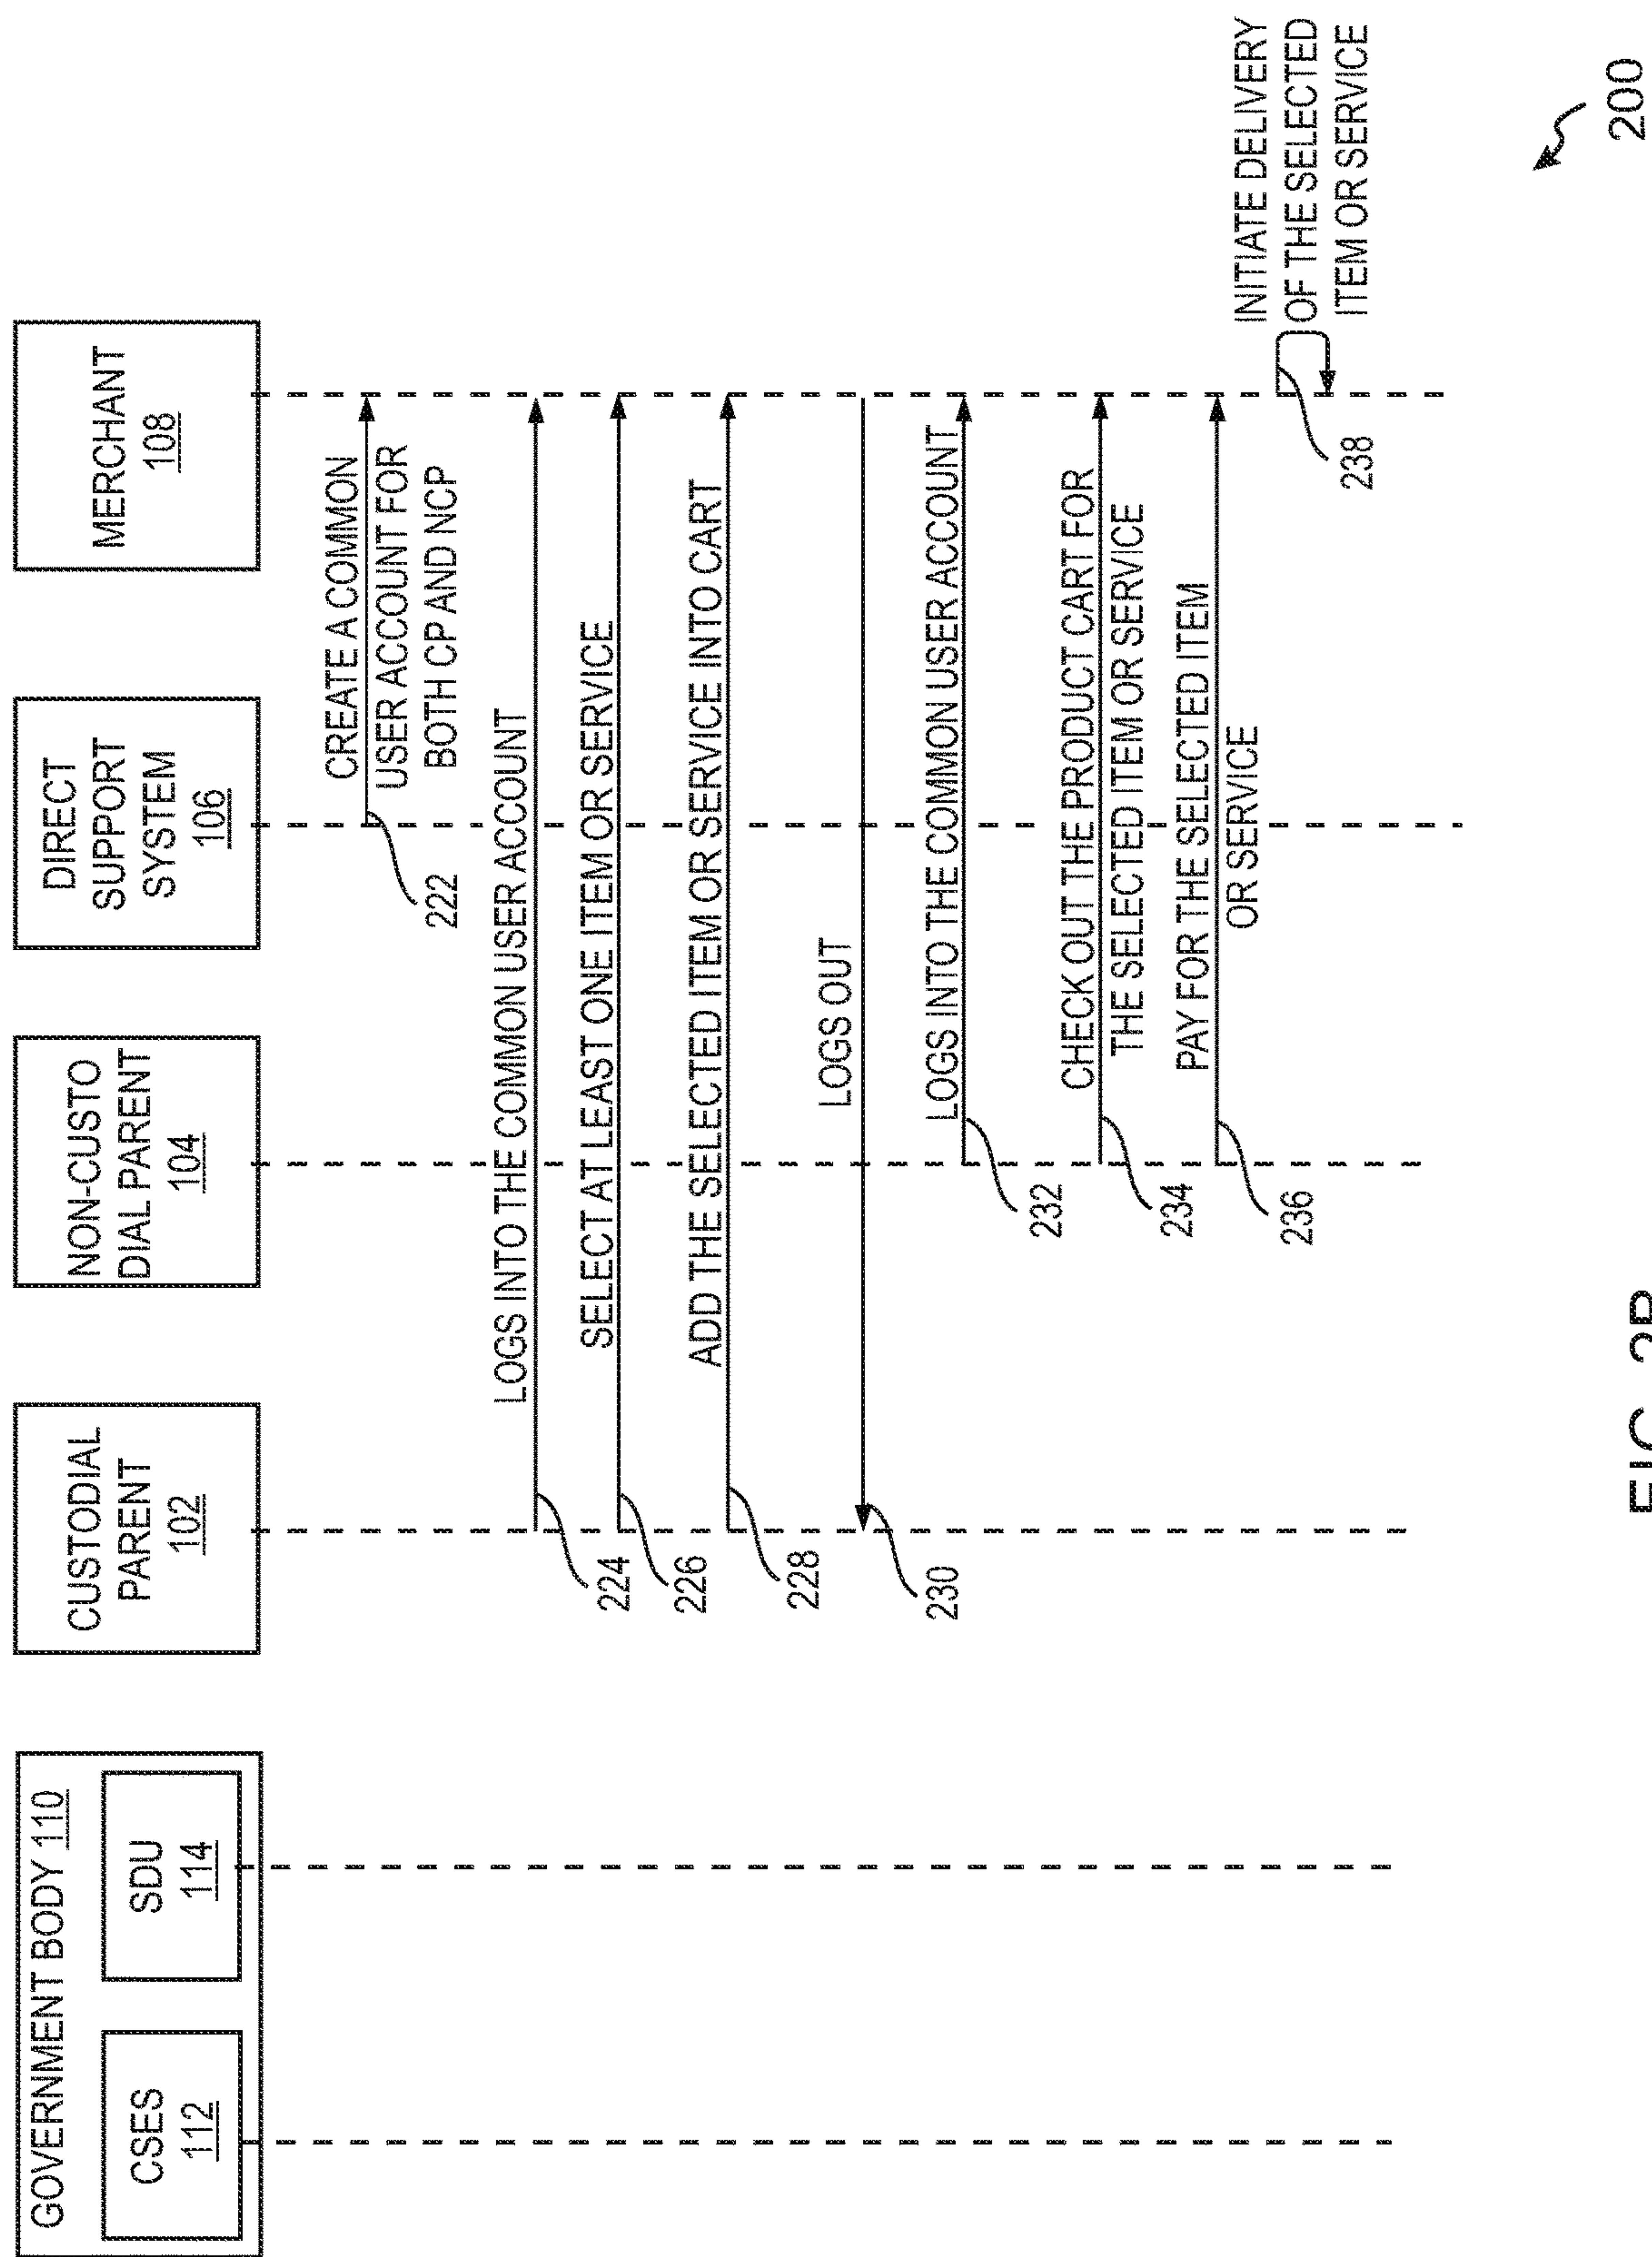 GOVERNMENT BODY 110
CSES
112
SDU
114
CUSTODIAL
PARENT
102
NON-CUSTO
DIAL PARENT
104
DIRECT
SUPPORT
SYSTEM
106
MERCHANT
108
CREATE A COMMON
USER ACCOUNT FOR
BOTH CP AND NCP
222
LOGS INTO THE COMMON USER ACCOUNT
224
SELECT AT LEAST ONE ITEM OR SERVICE
226
ADD THE SELECTED ITEM OR SERVICE INTO CART
228
LOGS OUT
230
LOGS INTO THE COMMON USER ACCOUNT
232
CHECK OUT THE PRODUCT CART FOR
THE SELECTED ITEM OR SERVICE
234
PAY FOR THE SELECTED ITEM
OR SERVICE
236
INITIATE DELIVERY
OF THE SELECTED
ITEM OR SERVICE
238
200
FIG. 2B